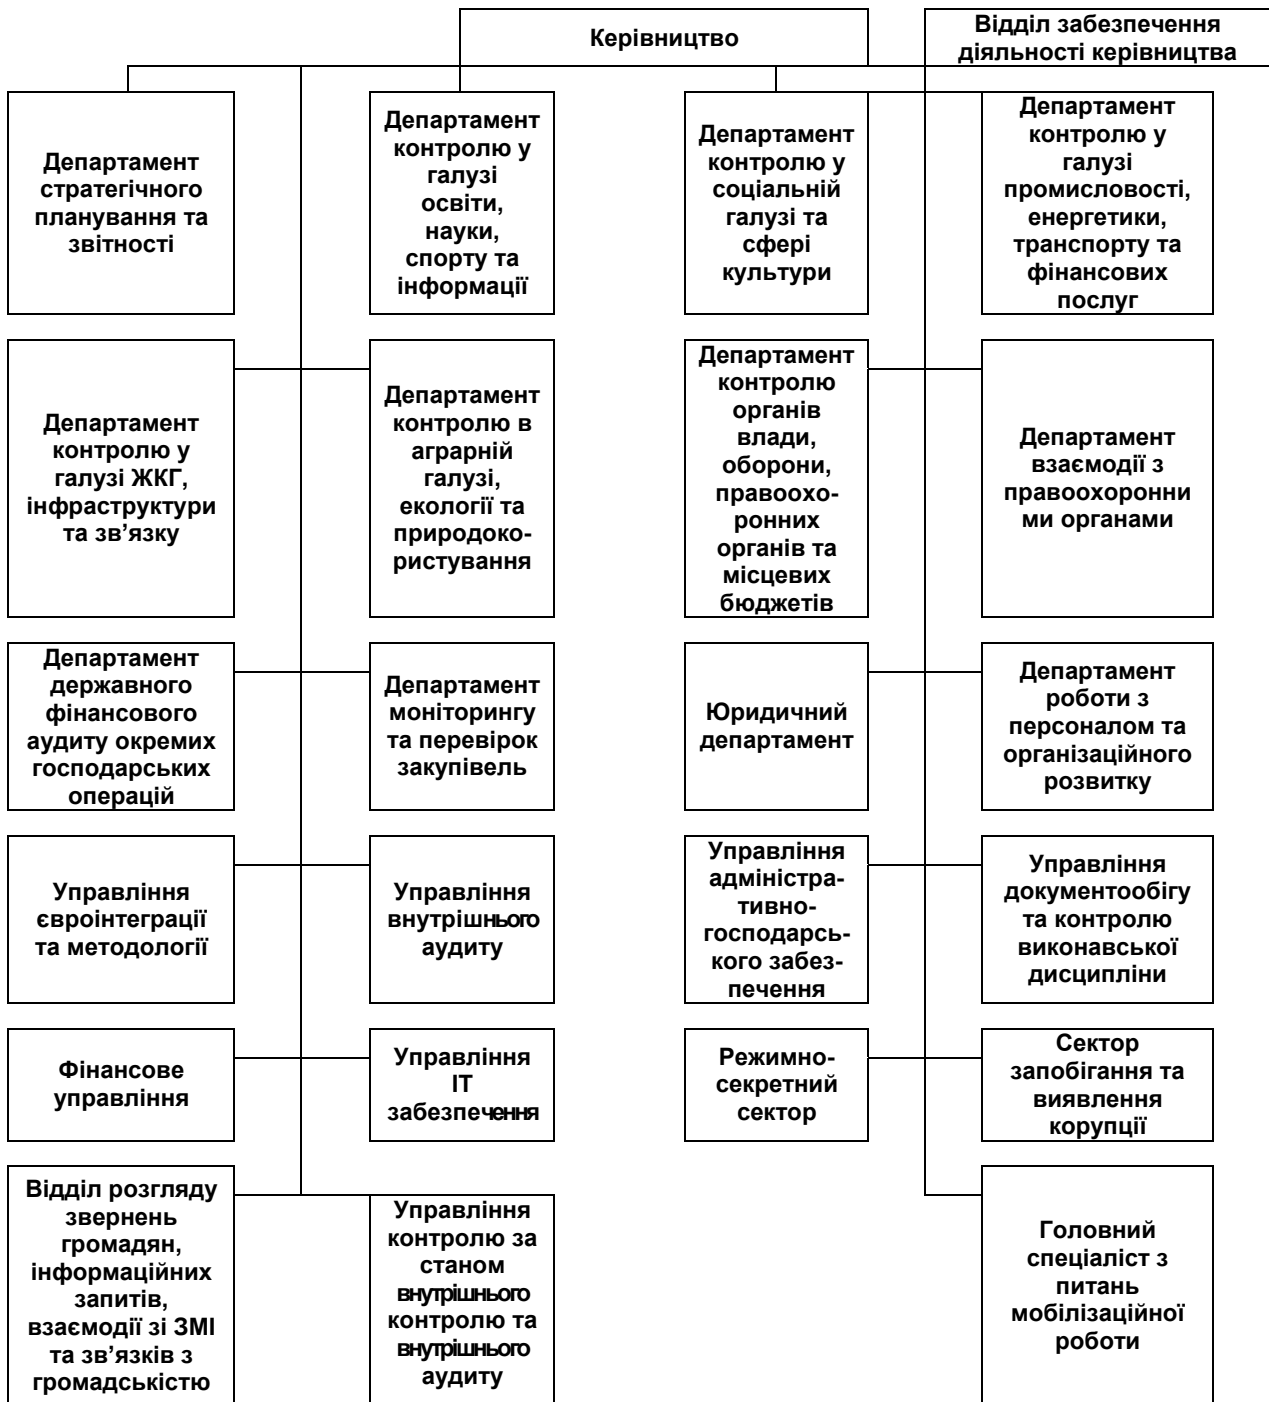 Керівництво
Відділ забезпечення
діяльності керівництва
Департамент
стратегічного
планування та
звітності
Департамент
контролю у
галузі
освіти,
науки,
спорту та
інформації
Департамент
контролю у
соціальній
галузі та
сфері
культури
Департамент
контролю у
галузі
промисловості,
енергетики,
транспорту та
фінансових
послуг
Департамент
контролю у
галузі ЖКГ,
інфраструктури
та зв’язку
Департамент
контролю в
аграрній
галузі,
екології та
природоко-
ристування
Департамент
контролю
органів
влади,
оборони,
правоохо-
ронних
органів та
місцевих
бюджетів
Департамент
взаємодії з
правоохоронни
ми органами
Департамент
державного
фінансового
аудиту окремих
господарських
операцій
Департамент
моніторингу
та перевірок
закупівель
Юридичний
департамент
Департамент
роботи з
персоналом та
організаційного
розвитку
Управління
євроінтеграції
та методології
Управління
внутрішнього
аудиту
Управління
адміністра-
тивно-
господарсь-
кого забез-
печення
Управління
документообігу
та контролю
виконавської
дисципліни
Фінансове
управління
Управління
ІТ
забезпечення
Режимно-
секретний
сектор
Сектор
запобігання та
виявлення
корупції
Відділ розгляду
звернень
громадян,
інформаційних
запитів,
взаємодії зі ЗМІ
та зв’язків з
громадськістю
Управління
контролю за
станом
внутрішнього
контролю та
внутрішнього
аудиту
Головний
спеціаліст з
питань
мобілізаційної
роботи